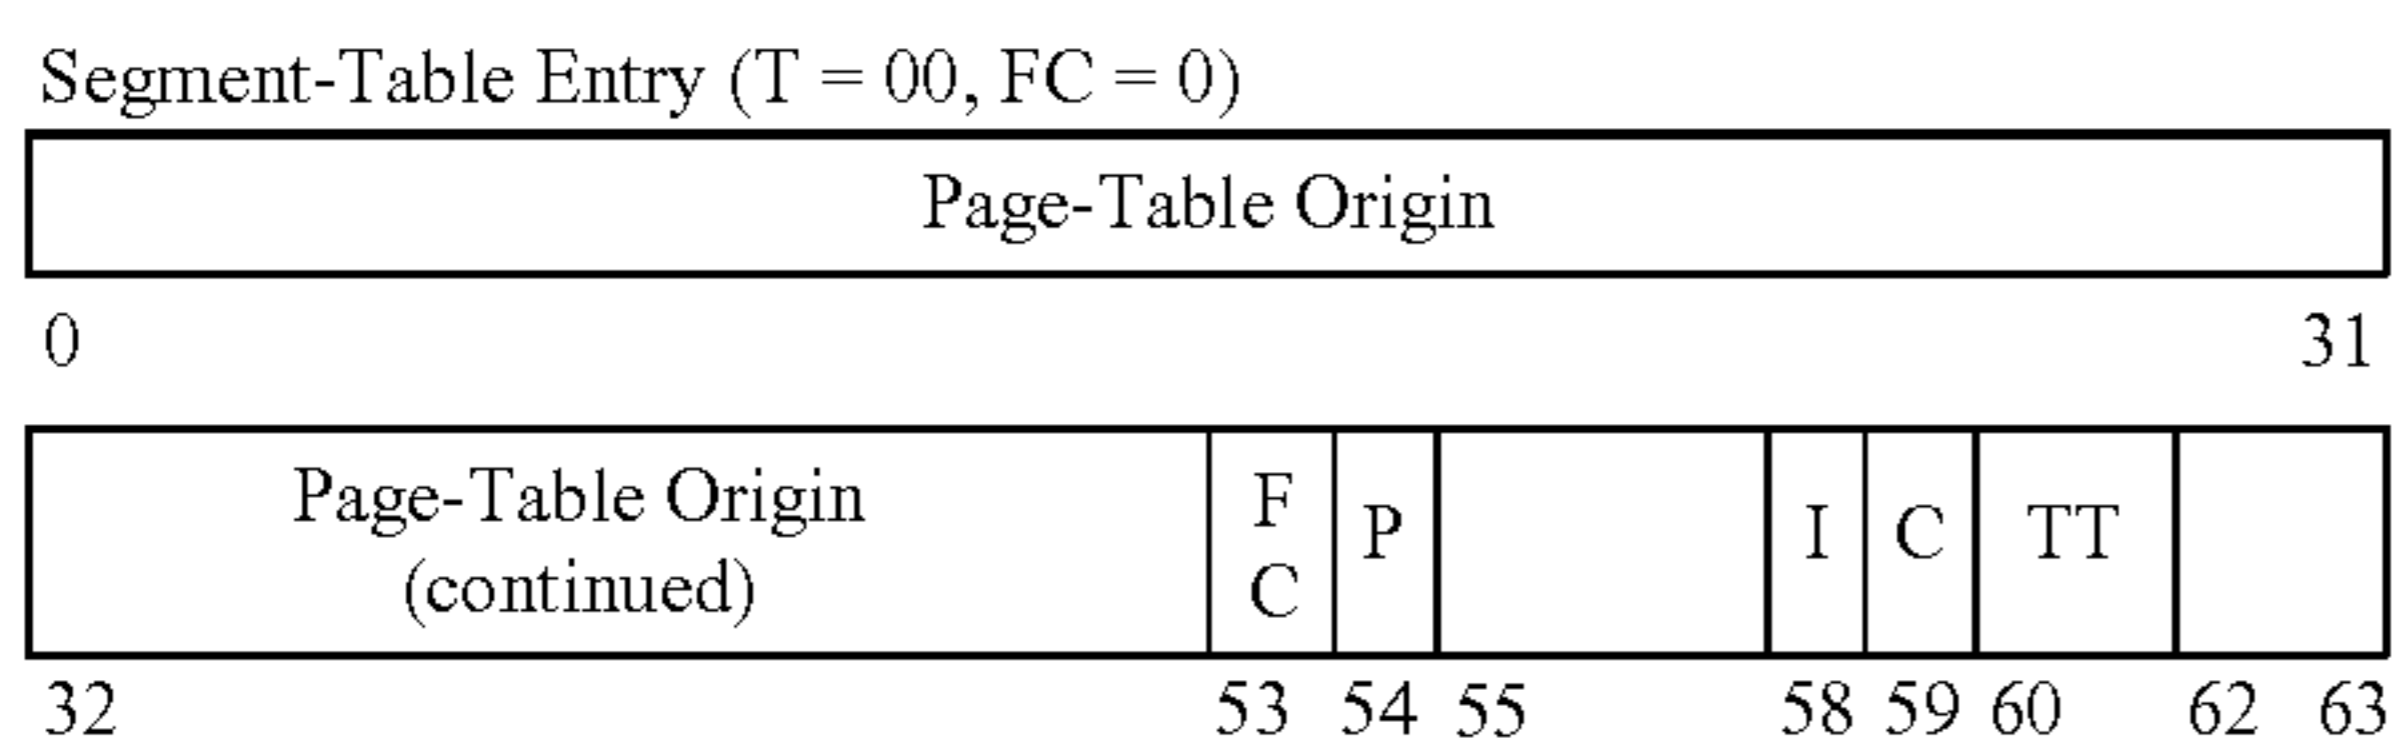 Segment-Table Entry (T = 00, FC = 0)
Page-Table Origin
0 31
Page-Table Origin
(continued)
F
C
P
I
C
TT
32 53 54 55 58 59 60 62 63